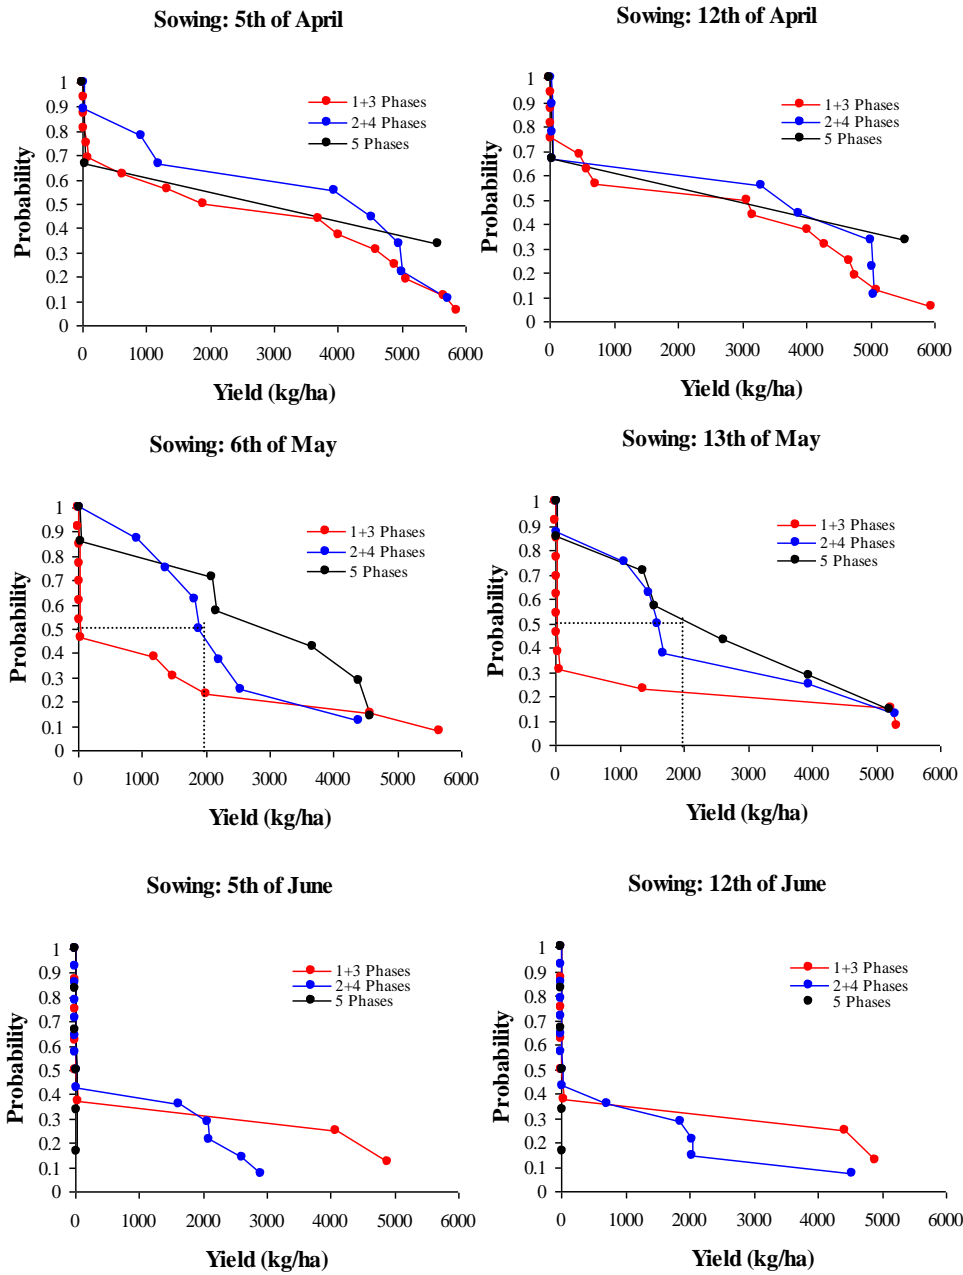 Sowing: 5th of April
1
0.9
0.8
0.7
0.6
0.5
0.4
0.3
0.2
0.1
0
Probability
1+3 Phases
2+4 Phases
5 Phases
0 1000 2000 3000 4000 5000 6000
Yield (kg/ha)
Sowing: 12th of April
1
0.9
0.8
0.7
0.6
0.5
0.4
0.3
0.2
0.1
0
Probability
1+3 Phases
2+4 Phases
5 Phases
0 1000 2000 3000 4000 5000 6000
Yield (kg/ha)
Sowing: 6th of May
1
0.9
0.8
0.7
0.6
0.5
0.4
0.3
0.2
0.1
0
Probability
1+3 Phases
2+4 Phases
5 Phases
0 1000 2000 3000 4000 5000 6000
Yield (kg/ha)
Sowing: 13th of May
1
0.9
0.8
0.7
0.6
0.5
0.4
0.3
0.2
0.1
0
Probability
1+3 Phases
2+4 Phases
5 Phases
0 1000 2000 3000 4000 5000 6000
Yield (kg/ha)
Sowing: 5th of June
1
0.9
0.8
0.7
0.6
0.5
0.4
0.3
0.2
0.1
0
Probability
1+3 Phases
2+4 Phases
5 Phases
0 1000 2000 3000 4000 5000 6000
Yield (kg/ha)
Sowing: 12th of June
1
0.9
0.8
0.7
0.6
0.5
0.4
0.3
0.2
0.1
0
Probability
1+3 Phases
2+4 Phases
5 Phases
0 1000 2000 3000 4000 5000 6000
Yield (kg/ha)